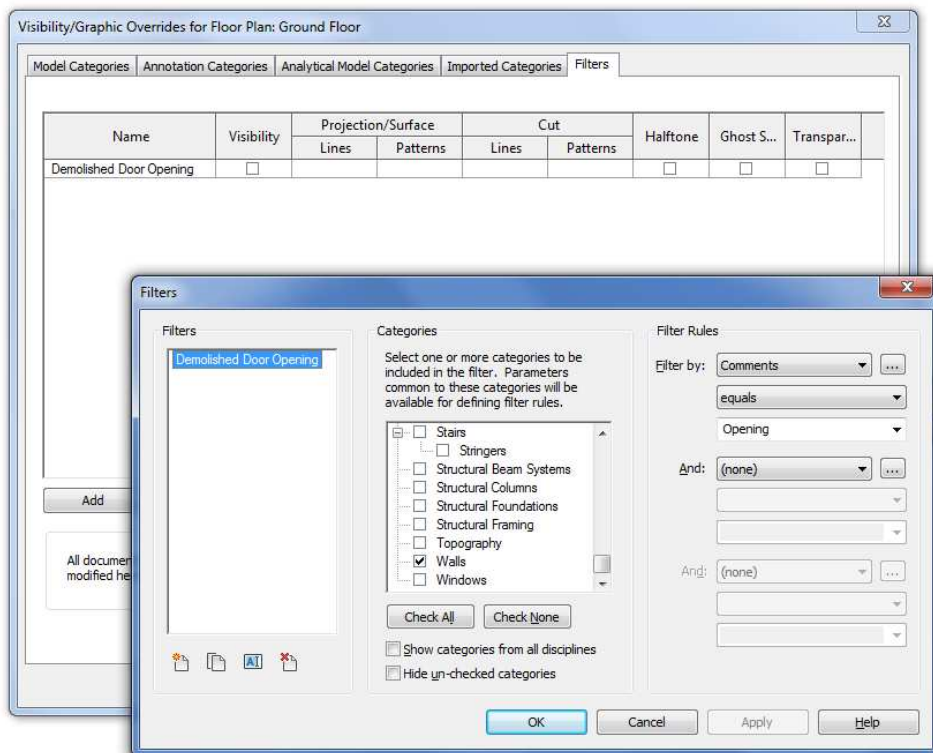 Visibility/Graphic Overrides for Floor Plan: Ground Floor
Model Categories Annotation Categories Analytical Model Categories Imported Categories Filters
Name Visibility Projection/Surface Cut Halftone Ghost S... Transpar...
Lines Patterns Lines Patterns
Demolished Door Opening
Filters
Filters
Demolished Door Opening
Categories
Select one or more categories to be
included in the filter. Parameters
common to these categories will be
available for defining filter rules.
Stairs
Stringers
Structural Beam Systems
Structural Columns
Structural Foundations
Structural Framing
Topography
Walls
Windows
Check All Check None
Show categories from all disciplines
Hide un-checked categories
Filter Rules
Filter by: Comments ...
equals
Opening
And: (none) ...
And: (none) ...
Add
All documen
modified he
OK Cancel Apply Help